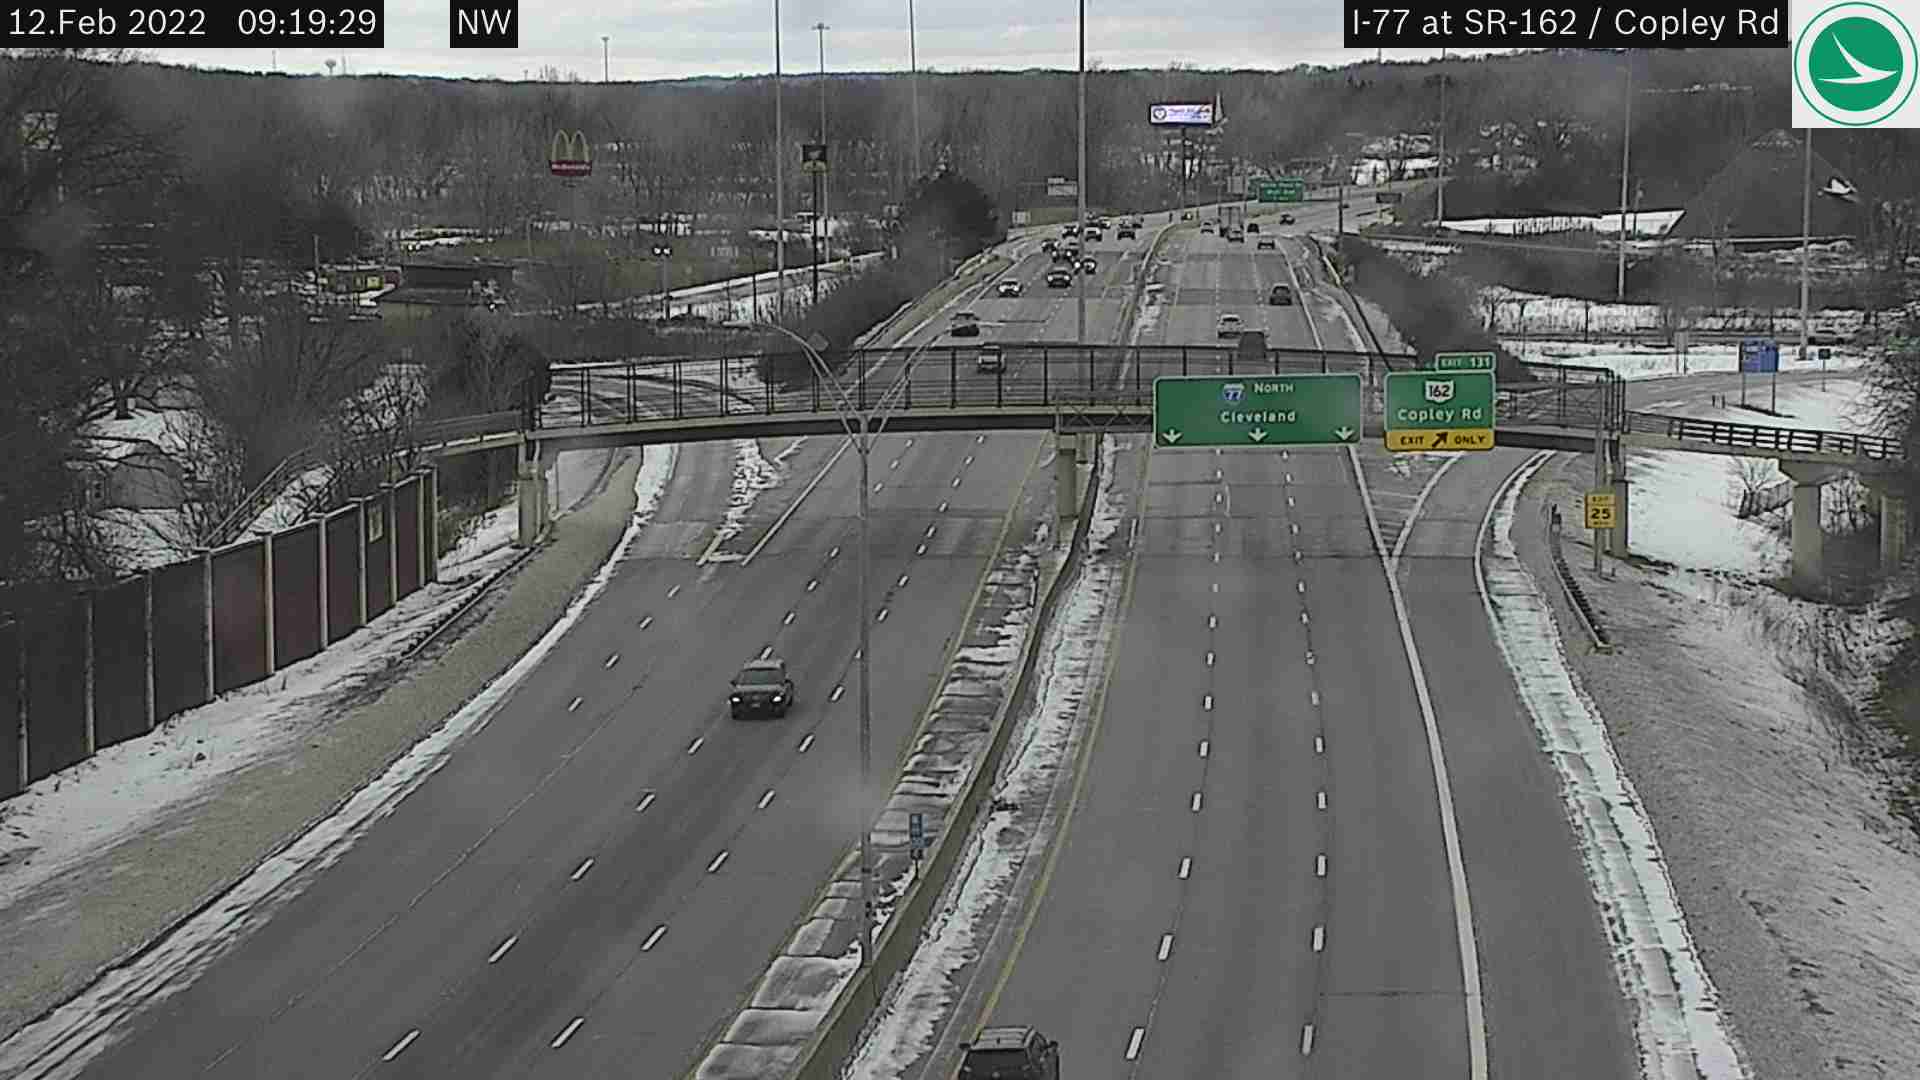 12.Feb 2022 09:19:29
NW
I-77 at SR-162 / Copley Rd
McDonald's
EXIT 131
77 NORTH
Cleveland
162
Copley Rd
EXIT ONLY
EXIT
25